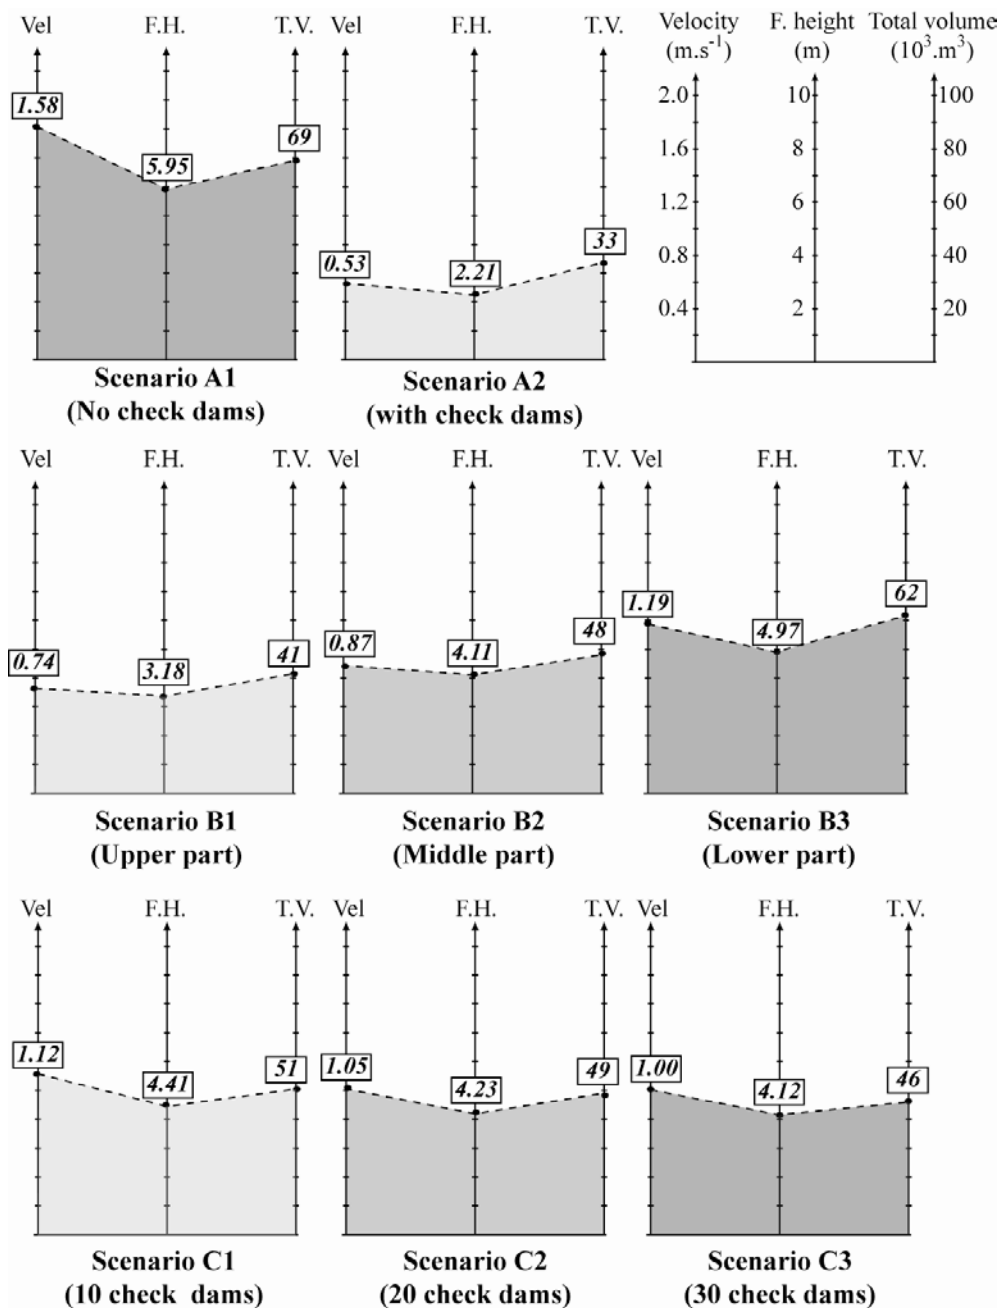 Vel F.H. T.V. Vel F.H. T.V. Velocity F. height Total volume
(m.s⁻¹) (m) (10³.m³)
2.0 10 100
1.58
69
5.95
1.6 8 80
1.2 6 60
33
0.53 2.21
0.8 4 40
0.4 2 20
Scenario A1 Scenario A2
(No check dams) (with check dams)
Vel F.H. T.V. Vel F.H. T.V. Vel F.H. T.V.
0.74 3.18 41 0.87 4.11 48 1.19 4.97 62
Scenario B1 Scenario B2 Scenario B3
(Upper part) (Middle part) (Lower part)
Vel F.H. T.V. Vel F.H. T.V. Vel F.H. T.V.
1.12 4.41 51 1.05 4.23 49 1.00 4.12 46
Scenario C1 Scenario C2 Scenario C3
(10 check dams) (20 check dams) (30 check dams)